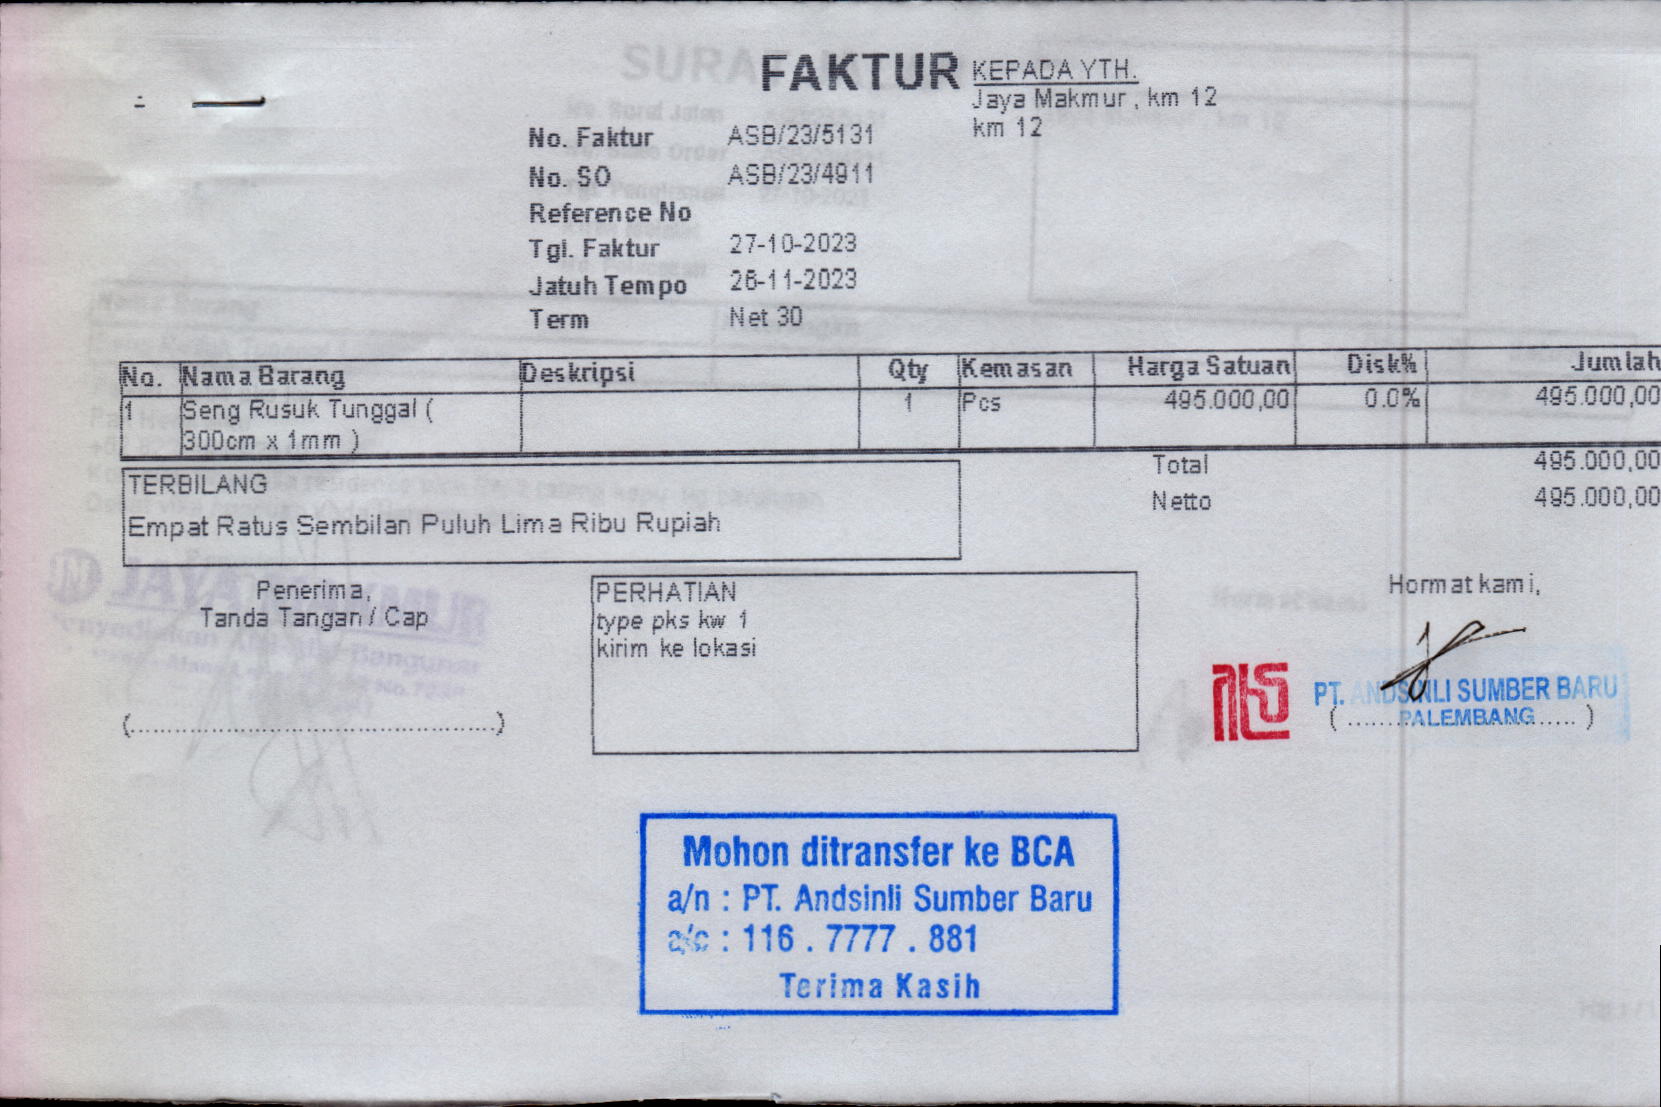 FAKTUR
KEPADA YTH.
Jaya Makmur , km 12
km 12
No. Faktur ASB/23/5131
No. SO ASB/23/4911
Reference No
Tgl. Faktur 27-10-2023
Jatuh Tempo 26-11-2023
Term Net 30
No. Nama Barang Deskripsi Qty Kemasan Harga Satuan Disk% Jumlah
1 Seng Rusuk Tunggal ( 1 Pcs 495.000,00 0.0% 495.000,00
300cm x 1mm )
Total 495.000,00
Netto 495.000,00
TERBILANG
Empat Ratus Sembilan Puluh Lima Ribu Rupiah
Penerima,
Tanda Tangan / Cap
(.................................................)
PERHATIAN
type pks kw 1
kirim ke lokasi
Hormat kami,
PT. ANDSINLI SUMBER BARU
PALEMBANG
Mohon ditransfer ke BCA
a/n : PT. Andsinli Sumber Baru
a/c : 116 . 7777 . 881
Terima Kasih